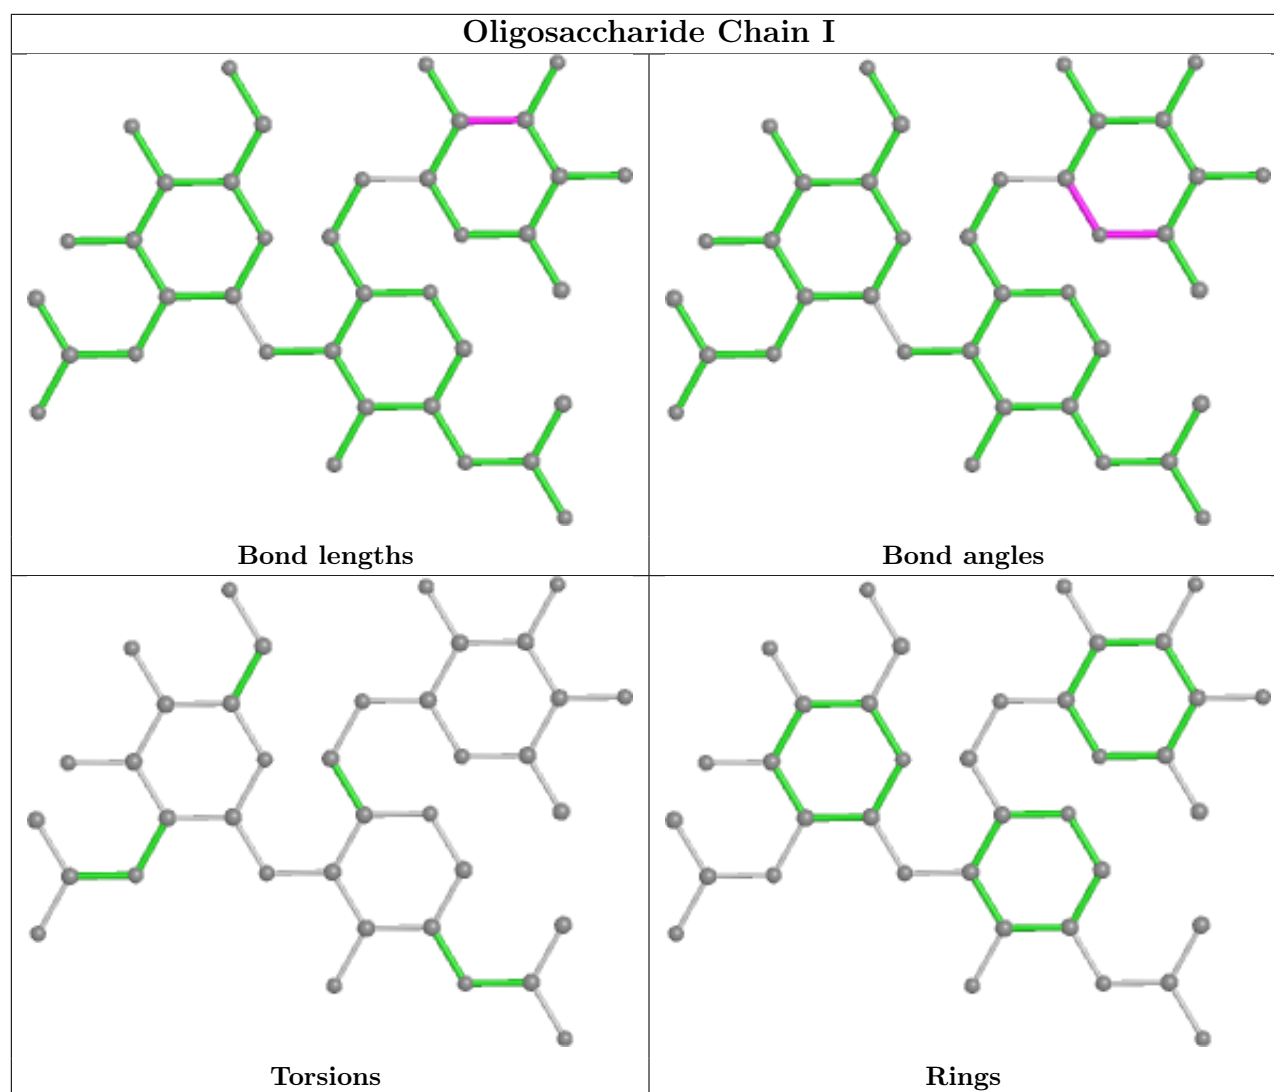 Oligosaccharide Chain I
Bond lengths
Bond angles
Torsions
Rings